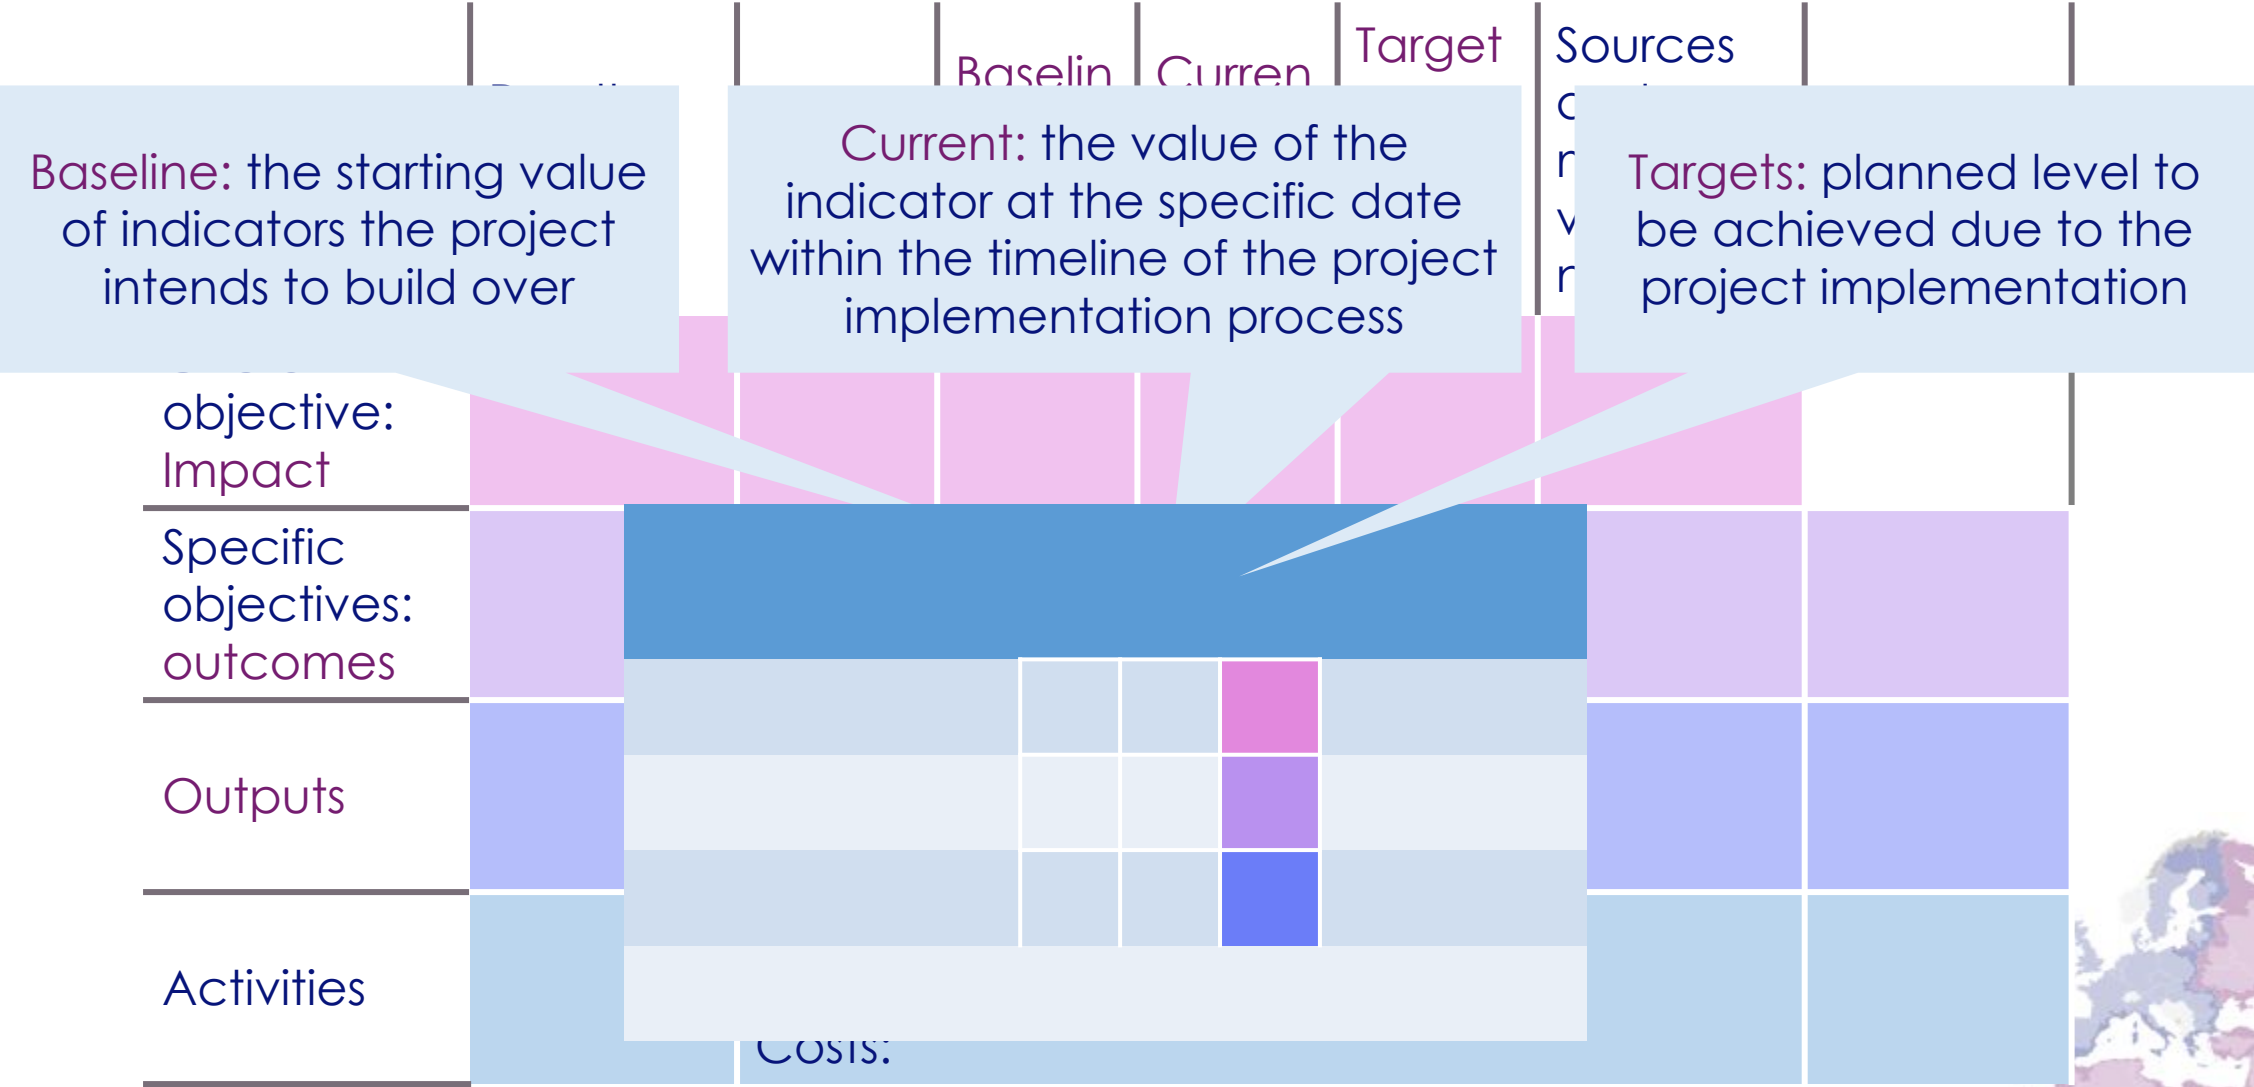 Baselin
Curren
Target
Sources
Baseline: the starting value
of indicators the project
intends to build over
Current: the value of the
indicator at the specific date
within the timeline of the project
implementation process
Targets: planned level to
be achieved due to the
project implementation
objective:
Impact
Specific
objectives:
outcomes
Outputs
Activities
Costs: